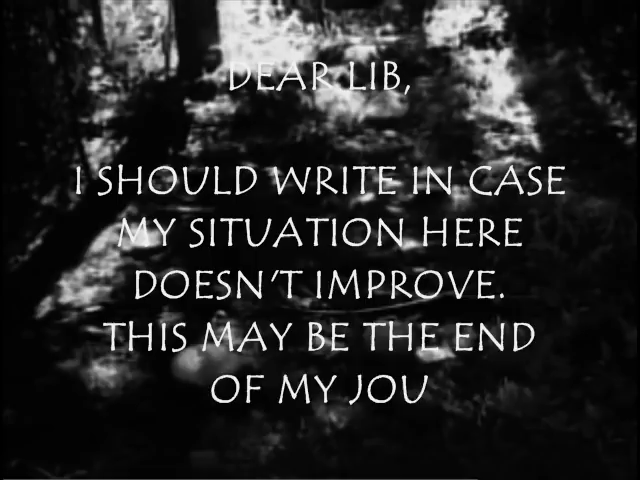 DEAR LIB,
I SHOULD WRITE IN CASE
MY SITUATION HERE
DOESN'T IMPROVE.
THIS MAY BE THE END
OF MY JOU